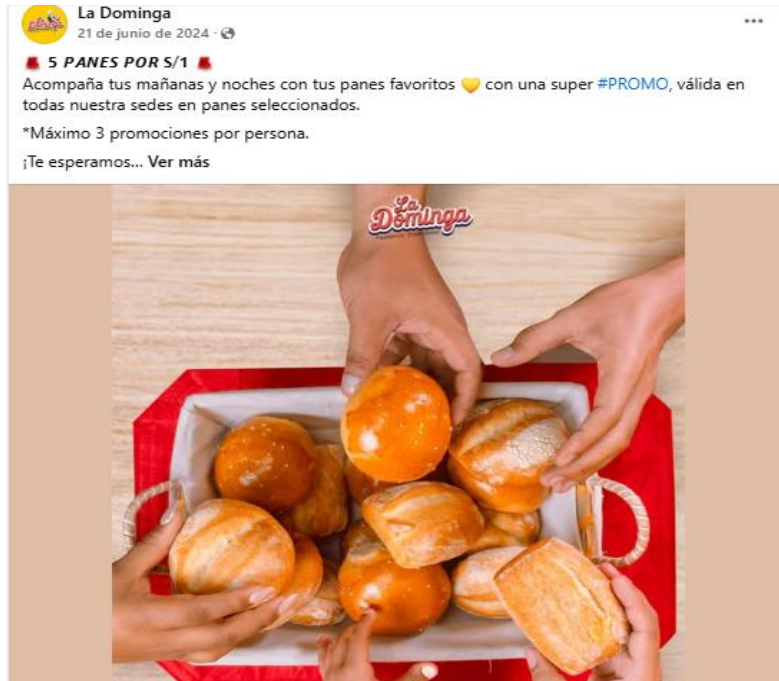 La Dominga
21 de junio de 2024 ·
5 PANES POR S/1
Acompaña tus mañanas y noches con tus panes favoritos 💛 con una super #PROMO, válida en
todas nuestra sedes en panes seleccionados.
*Máximo 3 promociones por persona.
¡Te esperamos... Ver más
La
Dominga